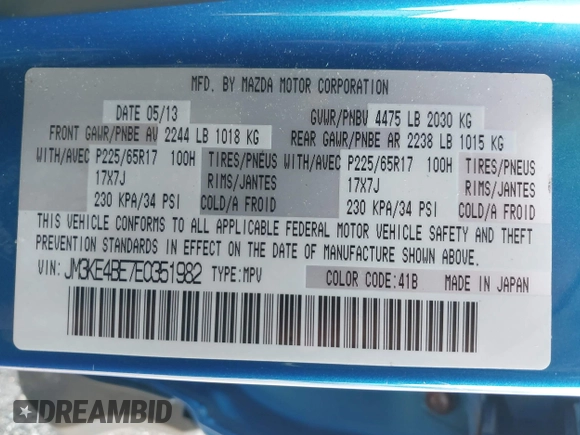 MFD. BY MAZDA MOTOR CORPORATION
DATE 05/13 GVWR/PNBV 4475 LB 2030 KG
FRONT GAWR/PNBE AV 2244 LB 1018 KG REAR GAWR/PNBE AR 2238 LB 1015 KG
WITH/AVEC P225/65R17 100H TIRES/PNEUS WITH/AVEC P225/65R17 100H TIRES/PNEUS
17X7J RIMS/JANTES 17X7J RIMS/JANTES
230 KPA/34 PSI COLD/A FROID 230 KPA/34 PSI COLD/A FROID
THIS VEHICLE CONFORMS TO ALL APPLICABLE FEDERAL MOTOR VEHICLE SAFETY AND THEFT
PREVENTION STANDARDS IN EFFECT ON THE DATE OF MANUFACTURE SHOWN ABOVE.
VIN: JM3KE4BE7E0351982 TYPE:MPV COLOR CODE:41B MADE IN JAPAN
DREAMBID